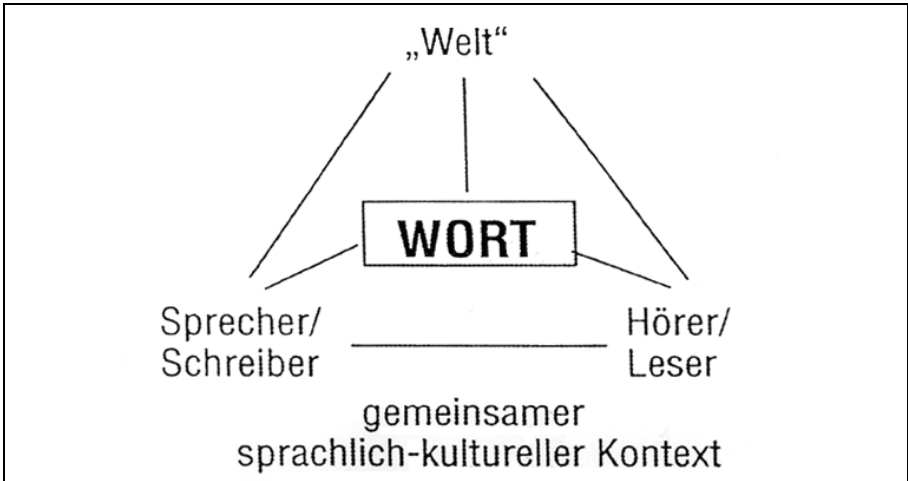 „Welt“
WORT
Sprecher/
Schreiber
Hörer/
Leser
gemeinsamer
sprachlich-kultureller Kontext